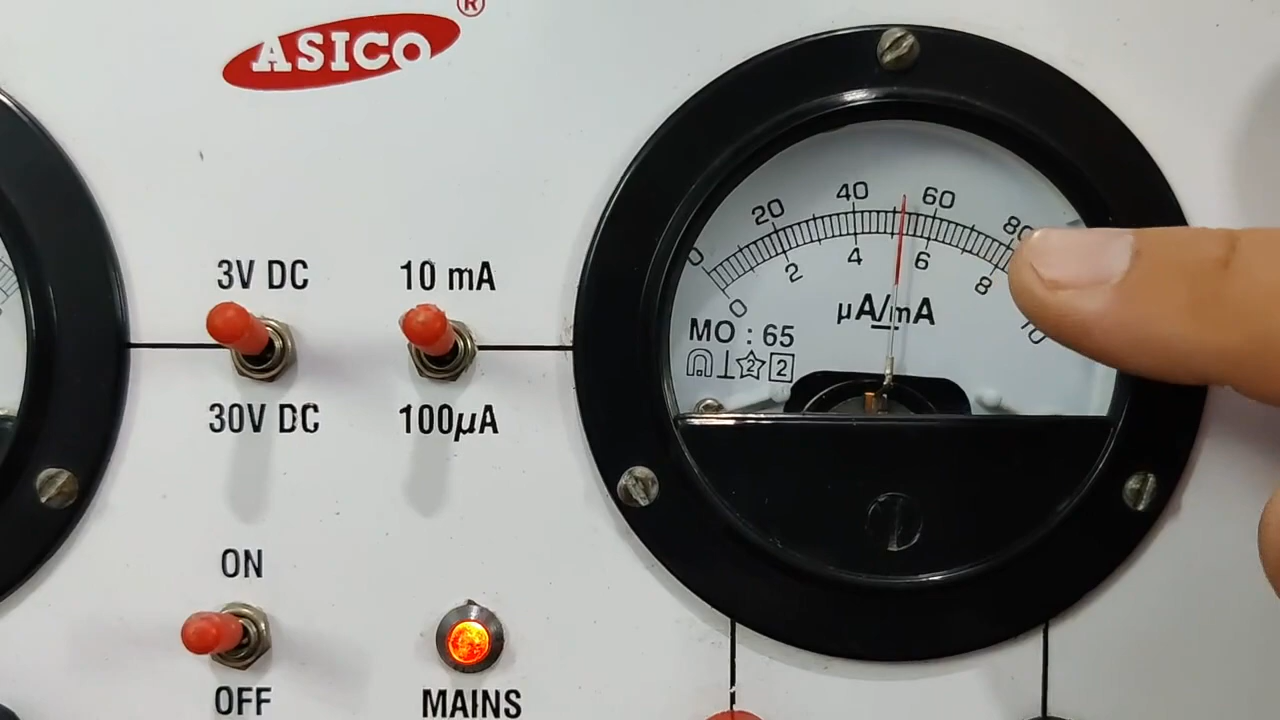 ®
ASICO
3V DC
10 mA
30V DC
100µA
ON
OFF
MAINS
0 20 40 60 80
0 2 4 6 8 10
µA/mA
MO : 65
2 2